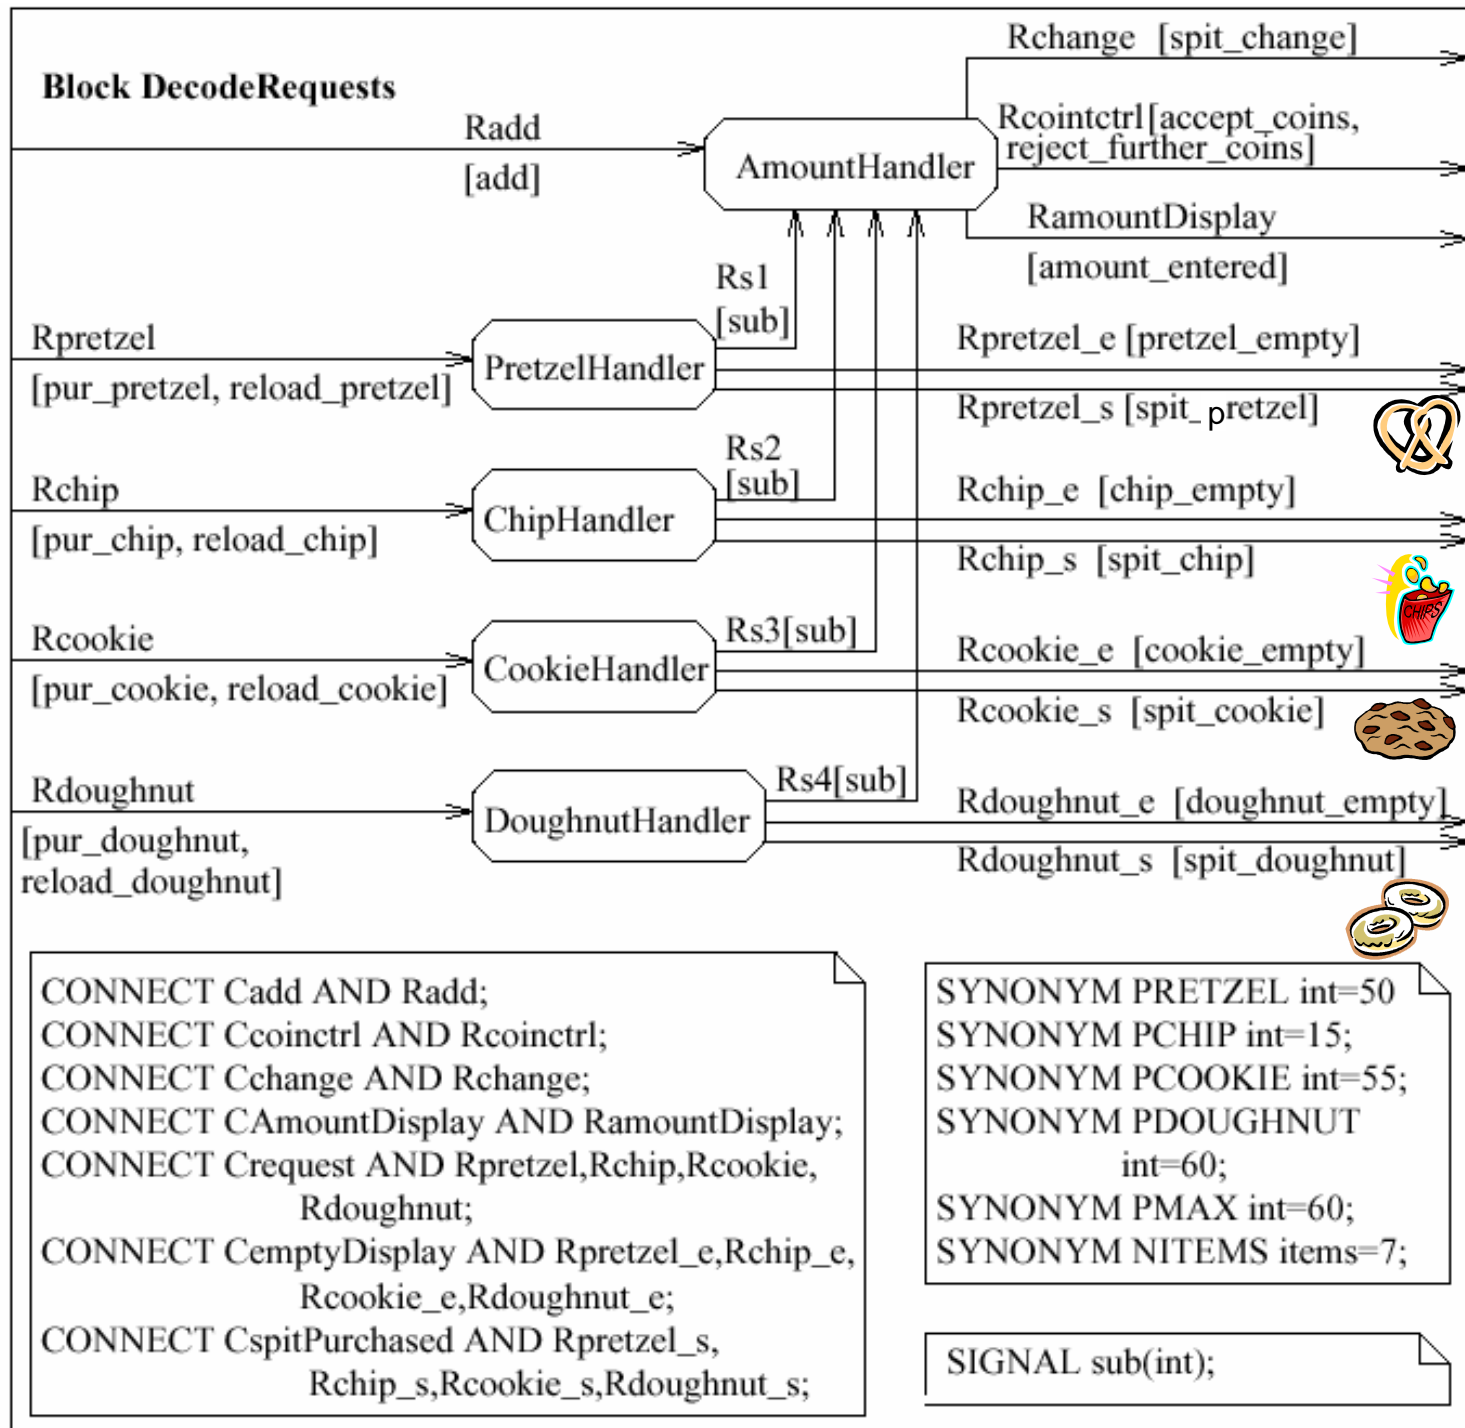 Block DecodeRequests
Rchange [spit_change]
Radd
[add]
AmountHandler
Rcointctrl[accept_coins,
reject_further_coins]
RamountDisplay
[amount_entered]
Rs1
[sub]
Rpretzel
[pur_pretzel, reload_pretzel]
PretzelHandler
Rpretzel_e [pretzel_empty]
Rpretzel_s [spit_pretzel]
Rs2
[sub]
Rchip
[pur_chip, reload_chip]
ChipHandler
Rchip_e [chip_empty]
Rchip_s [spit_chip]
CHIPS
Rs3[sub]
Rcookie
[pur_cookie, reload_cookie]
CookieHandler
Rcookie_e [cookie_empty]
Rcookie_s [spit_cookie]
Rs4[sub]
Rdoughnut
[pur_doughnut,
reload_doughnut]
DoughnutHandler
Rdoughnut_e [doughnut_empty]
Rdoughnut_s [spit_doughnut]
CONNECT Cadd AND Radd;
CONNECT Ccoinctrl AND Rcoinctrl;
CONNECT Cchange AND Rchange;
CONNECT CAmountDisplay AND RamountDisplay;
CONNECT Crequest AND Rpretzel,Rchip,Rcookie,
Rdoughnut;
CONNECT CemptyDisplay AND Rpretzel_e,Rchip_e,
Rcookie_e,Rdoughnut_e;
CONNECT CspitPurchased AND Rpretzel_s,
Rchip_s,Rcookie_s,Rdoughnut_s;
SYNONYM PRETZEL int=50
SYNONYM PCHIP int=15;
SYNONYM PCOOKIE int=55;
SYNONYM PDOUGHNUT
int=60;
SYNONYM PMAX int=60;
SYNONYM NITEMS items=7;
SIGNAL sub(int);